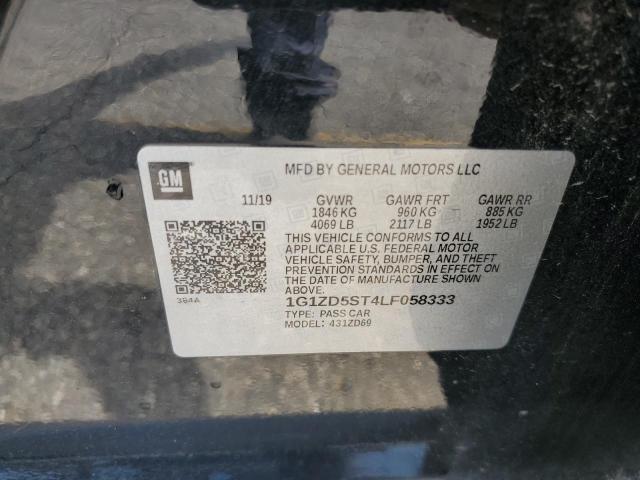 GM
MFD BY GENERAL MOTORS LLC
11/19 GVWR GAWR FRT GAWR RR
1846 KG 960 KG 885 KG
4069 LB 2117 LB 1952 LB
THIS VEHICLE CONFORMS TO ALL
APPLICABLE U.S. FEDERAL MOTOR
VEHICLE SAFETY, BUMPER, AND THEFT
PREVENTION STANDARDS IN EFFECT ON
THE DATE OF MANUFACTURE SHOWN
ABOVE.
394A
1G1ZD5ST4LF058333
TYPE: PASS CAR
MODEL: 431ZD69